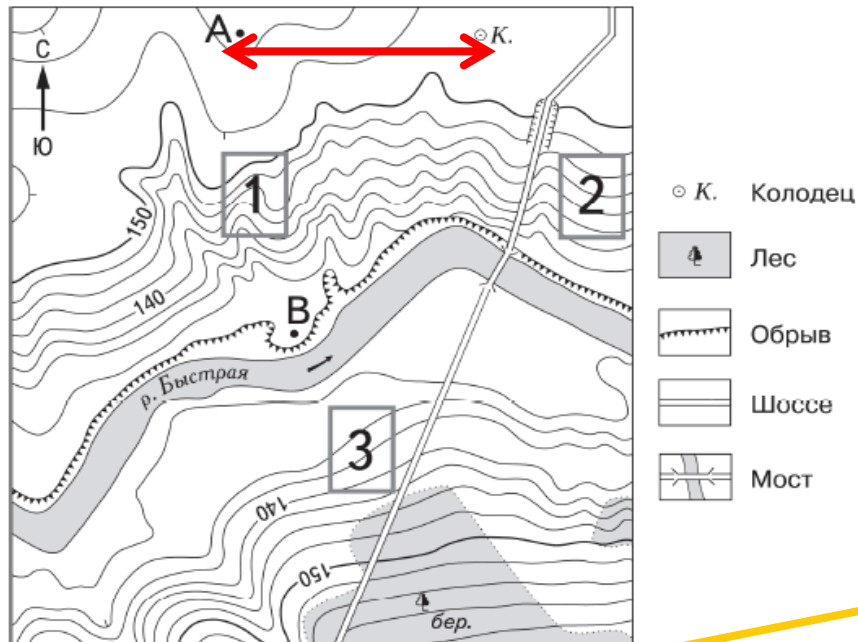 А
К.
С
Ю
1
2
150
140
В
р. Быстрая
3
140
150
бер.
К. Колодец
Лес
Обрыв
Шоссе
Мост